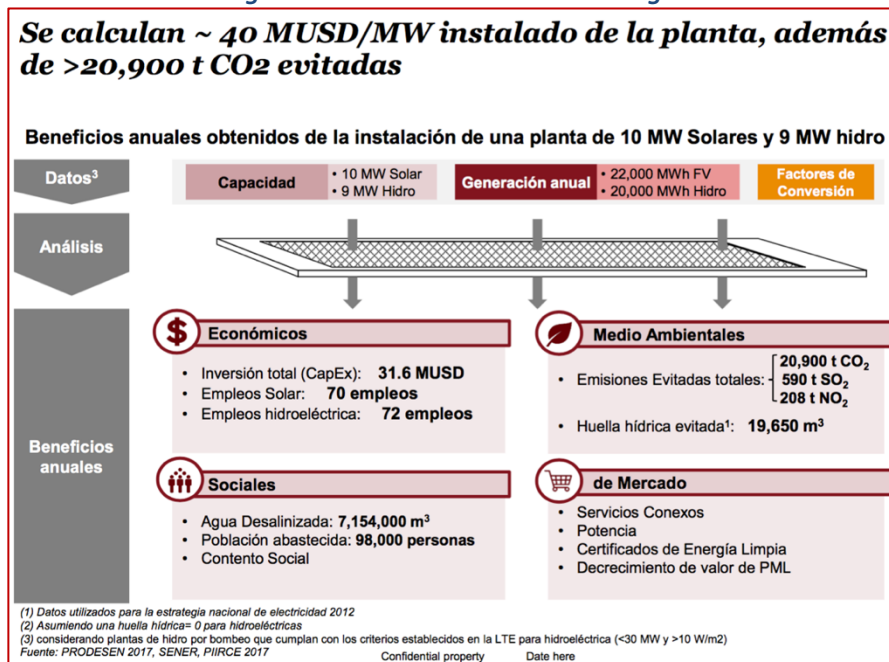 Se calculan ~ 40 MUSD/MW instalado de la planta, además
de >20,900 t CO2 evitadas
Beneficios anuales obtenidos de la instalación de una planta de 10 MW Solares y 9 MW hidro
Datos³
Capacidad
• 10 MW Solar
• 9 MW Hidro
Generación anual
• 22,000 MWh FV
• 20,000 MWh Hidro
Factores de
Conversión
Análisis
Beneficios
anuales
$
Económicos
• Inversión total (CapEx): 31.6 MUSD
• Empleos Solar: 70 empleos
• Empleos hidroeléctrica: 72 empleos
Medio Ambientales
• Emisiones Evitadas totales:
20,900 t CO₂
590 t SO₂
208 t NO₂
• Huella hídrica evitada¹: 19,650 m³
Sociales
• Agua Desalinizada: 7,154,000 m³
• Población abastecida: 98,000 personas
• Contento Social
de Mercado
• Servicios Conexos
• Potencia
• Certificados de Energía Limpia
• Decrecimiento de valor de PML
(1) Datos utilizados para la estrategia nacional de electricidad 2012
(2) Asumiendo una huella hídrica= 0 para hidroeléctricas
(3) considerando plantas de hidro por bombeo que cumplan con los criterios establecidos en la LTE para hidroeléctrica (<30 MW y >10 W/m2)
Fuente: PRODESEN 2017, SENER, PIIRCE 2017
Confidential property
Date here